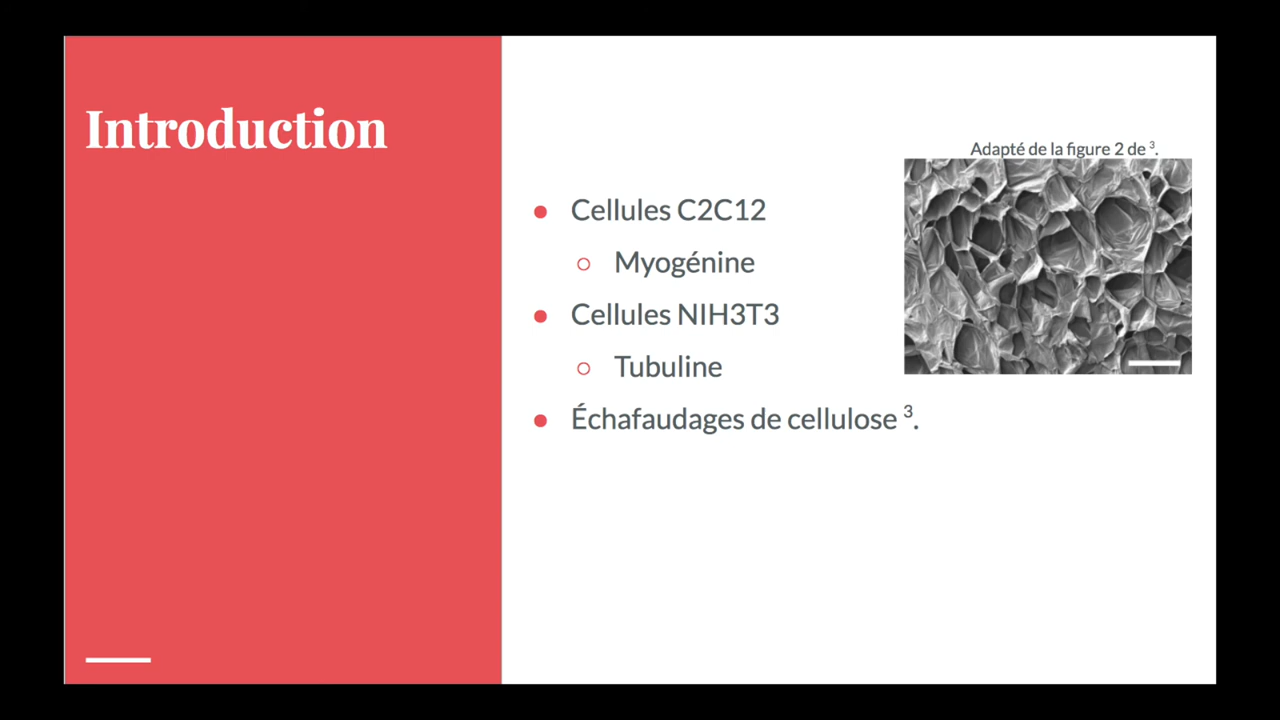 Introduction
Adapté de la figure 2 de ³.
● Cellules C2C12
○ Myogénine
● Cellules NIH3T3
○ Tubuline
● Échafaudages de cellulose ³.